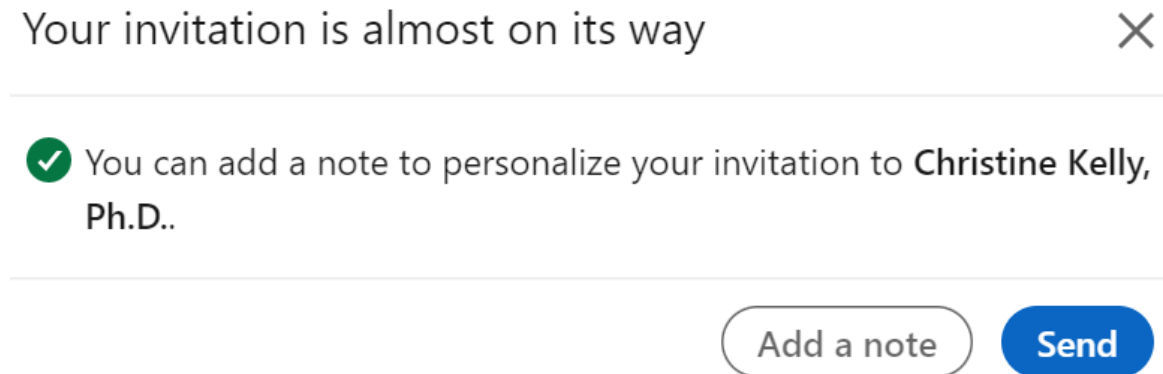 Your invitation is almost on its way
You can add a note to personalize your invitation to Christine Kelly,
Ph.D..
Add a note
Send